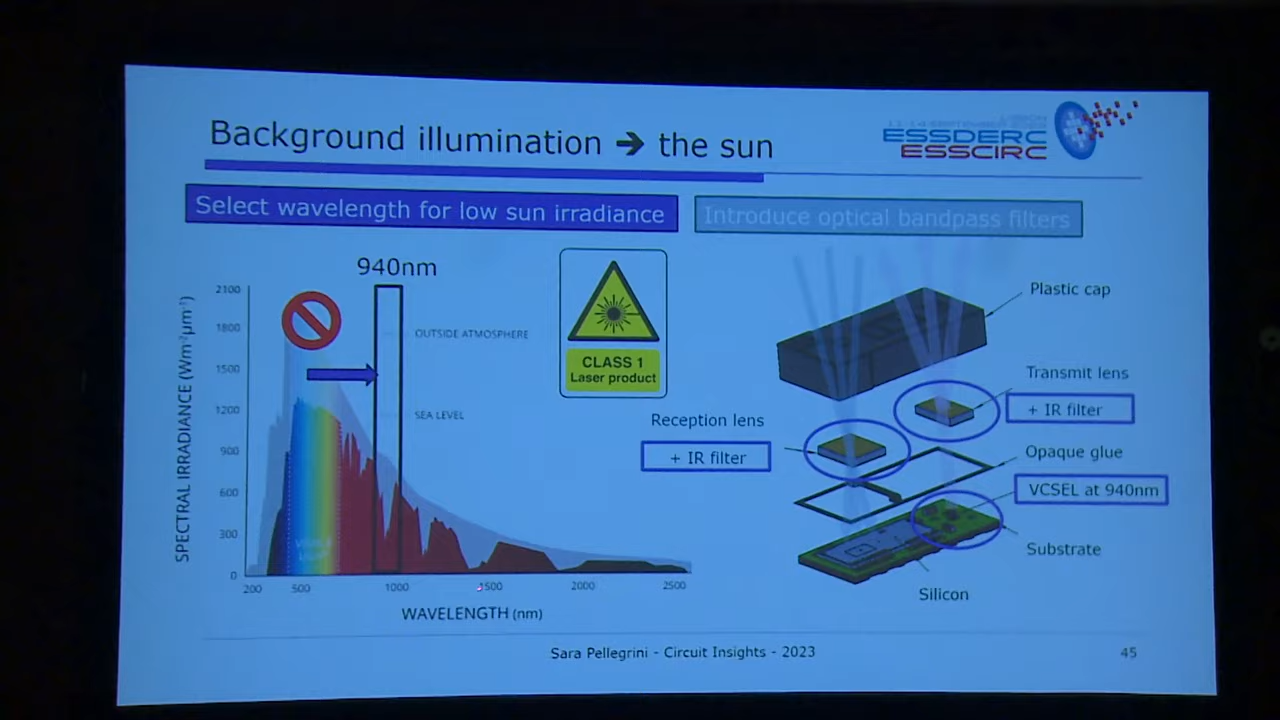 Background illumination → the sun
ESSDERC
ESSCIRC
Select wavelength for low sun irradiance
Introduce optical bandpass filters
940nm
2100
1800
1500
1200
900
600
300
0
SPECTRAL IRRADIANCE (Wm⁻²μm⁻¹)
OUTSIDE ATMOSPHERE
SEA LEVEL
200
500
1000
1500
2000
2500
WAVELENGTH (nm)
CLASS 1
Laser product
Plastic cap
Transmit lens
+ IR filter
Reception lens
+ IR filter
Opaque glue
VCSEL at 940nm
Substrate
Silicon
Sara Pellegrini - Circuit Insights - 2023
45